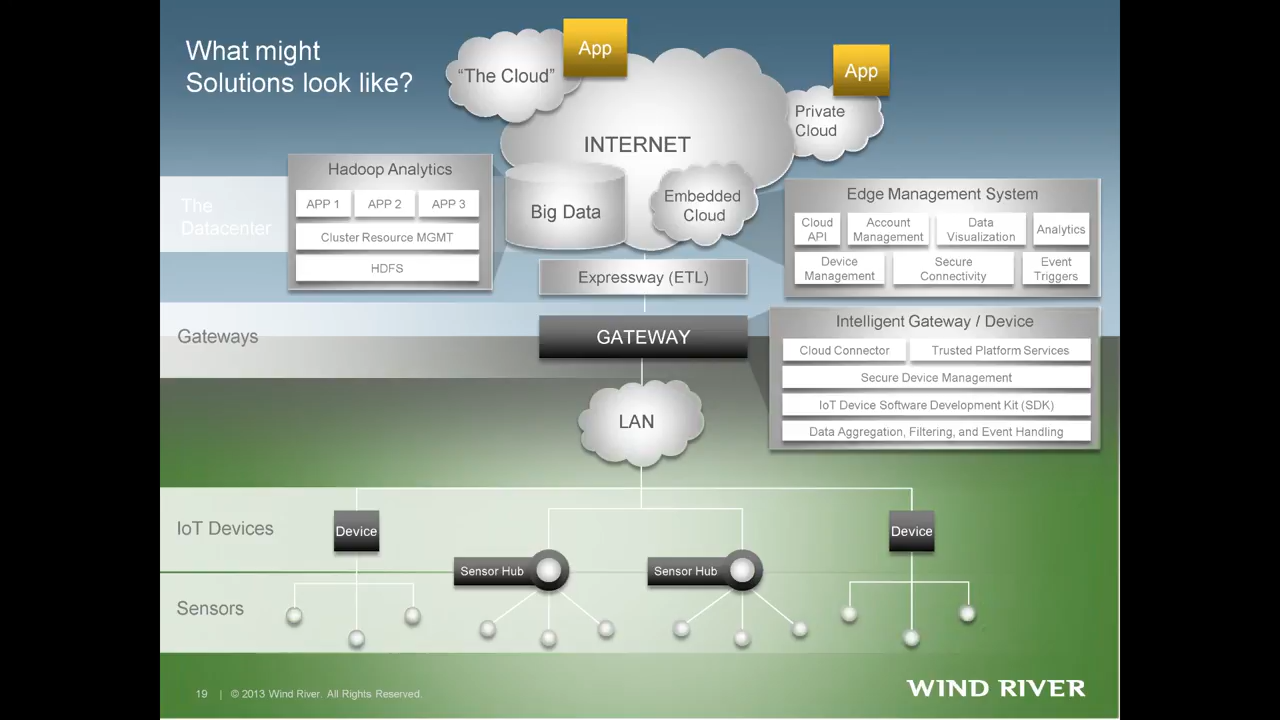 What might
Solutions look like?
App
“The Cloud”
App
Private
Cloud
INTERNET
Hadoop Analytics
APP 1
APP 2
APP 3
Cluster Resource MGMT
HDFS
The
Datacenter
Big Data
Embedded
Cloud
Edge Management System
Cloud
API
Account
Management
Data
Visualization
Analytics
Device
Management
Secure
Connectivity
Event
Triggers
Expressway (ETL)
Gateways
GATEWAY
Intelligent Gateway / Device
Cloud Connector
Trusted Platform Services
Secure Device Management
IoT Device Software Development Kit (SDK)
Data Aggregation, Filtering, and Event Handling
LAN
IoT Devices
Device
Device
Sensor Hub
Sensor Hub
Sensors
19 | © 2013 Wind River. All Rights Reserved.
WIND RIVER